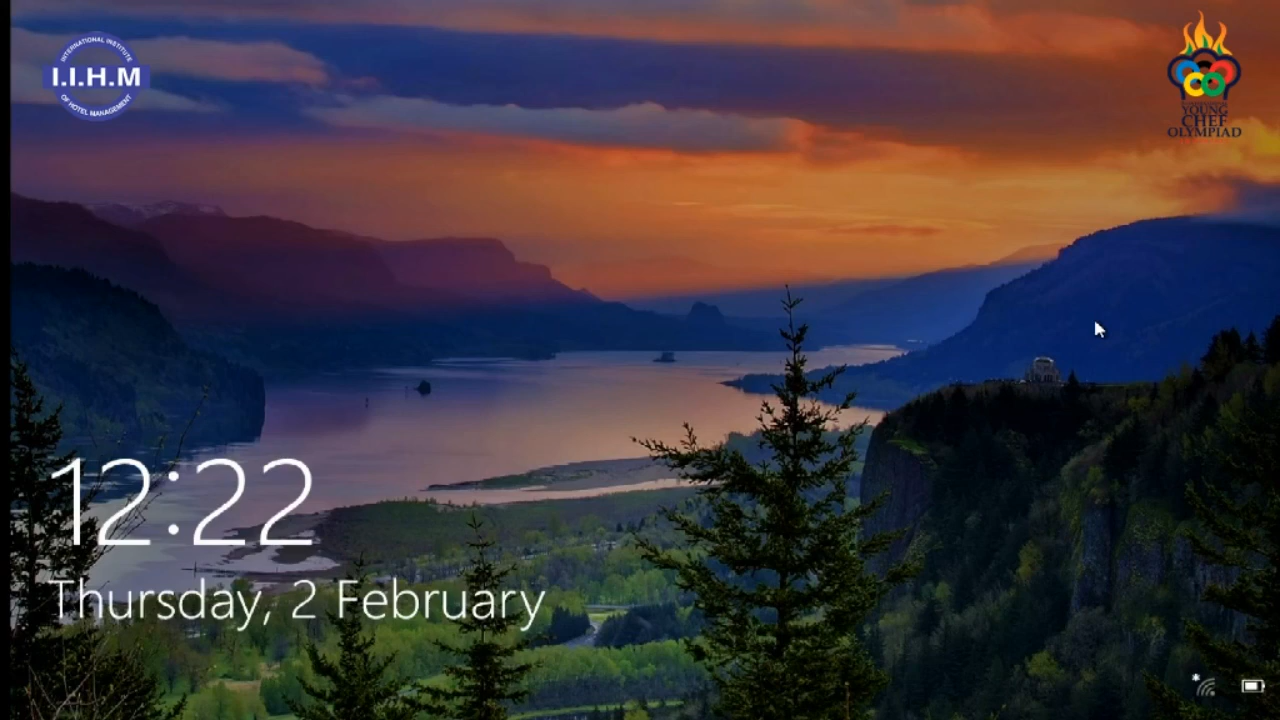 INTERNATIONAL INSTITUTE
I.I.H.M
OF HOTEL MANAGEMENT
YOUNG
CHEF
OLYMPIAD
12:22
Thursday, 2 February